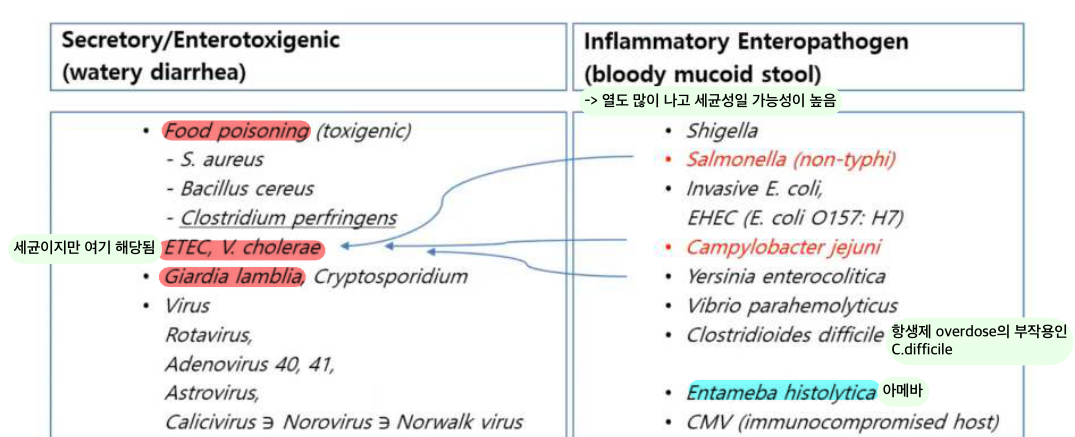 Secretory/Enterotoxigenic
(watery diarrhea)
• Food poisoning (toxigenic)
- S. aureus
- Bacillus cereus
- Clostridium perfringens
세균이지만 여기 해당됨
ETEC, V. cholerae
• Giardia lamblia, Cryptosporidium
• Virus
Rotavirus,
Adenovirus 40, 41,
Astrovirus,
Calicivirus ∋ Norovirus ∋ Norwalk virus
Inflammatory Enteropathogen
(bloody mucoid stool)
-> 열도 많이 나고 세균성일 가능성이 높음
• Shigella
• Salmonella (non-typhi)
• Invasive E. coli,
EHEC (E. coli O157: H7)
• Campylobacter jejuni
• Yersinia enterocolitica
• Vibrio parahemolyticus
• Clostridioides difficile
항생제 overdose의 부작용인
C.difficile
• Entameba histolytica
아메바
• CMV (immunocompromised host)